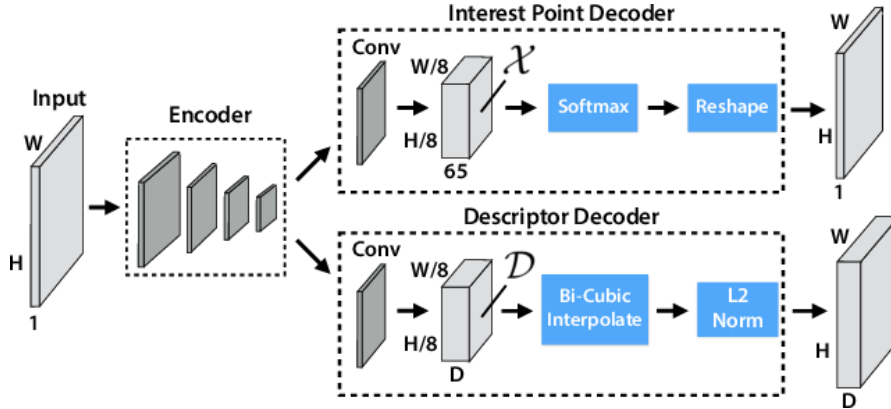 Interest Point Decoder
Input
W
H
1
Encoder
Conv
W/8
H/8
65
𝒳
Softmax
Reshape
W
H
1
Descriptor Decoder
Conv
W/8
H/8
D
𝒟
Bi-Cubic
Interpolate
L2
Norm
W
H
D